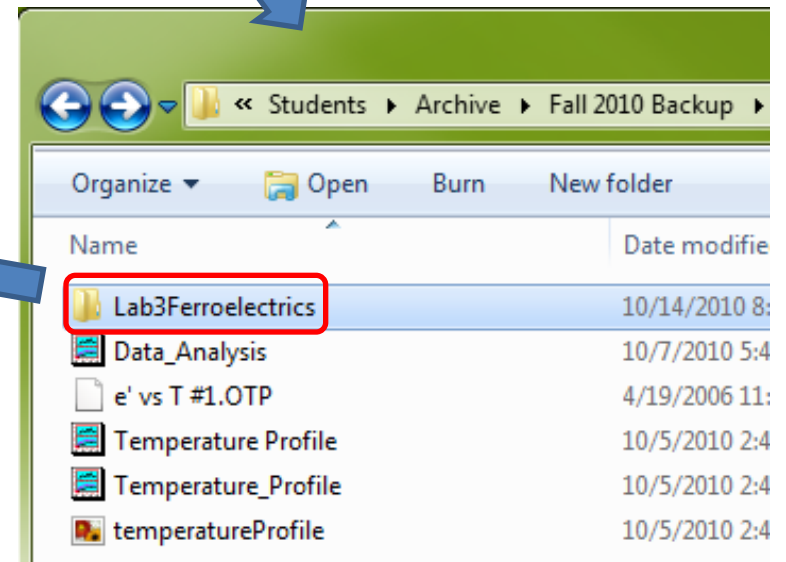 « Students ▸ Archive ▸ Fall 2010 Backup ▸
Organize ▾ Open Burn New folder
Name Date modifie
Lab3Ferroelectrics 10/14/2010 8:
Data_Analysis 10/7/2010 5:4
e' vs T #1.OTP 4/19/2006 11:
Temperature Profile 10/5/2010 2:4
Temperature_Profile 10/5/2010 2:4
temperatureProfile 10/5/2010 2:4